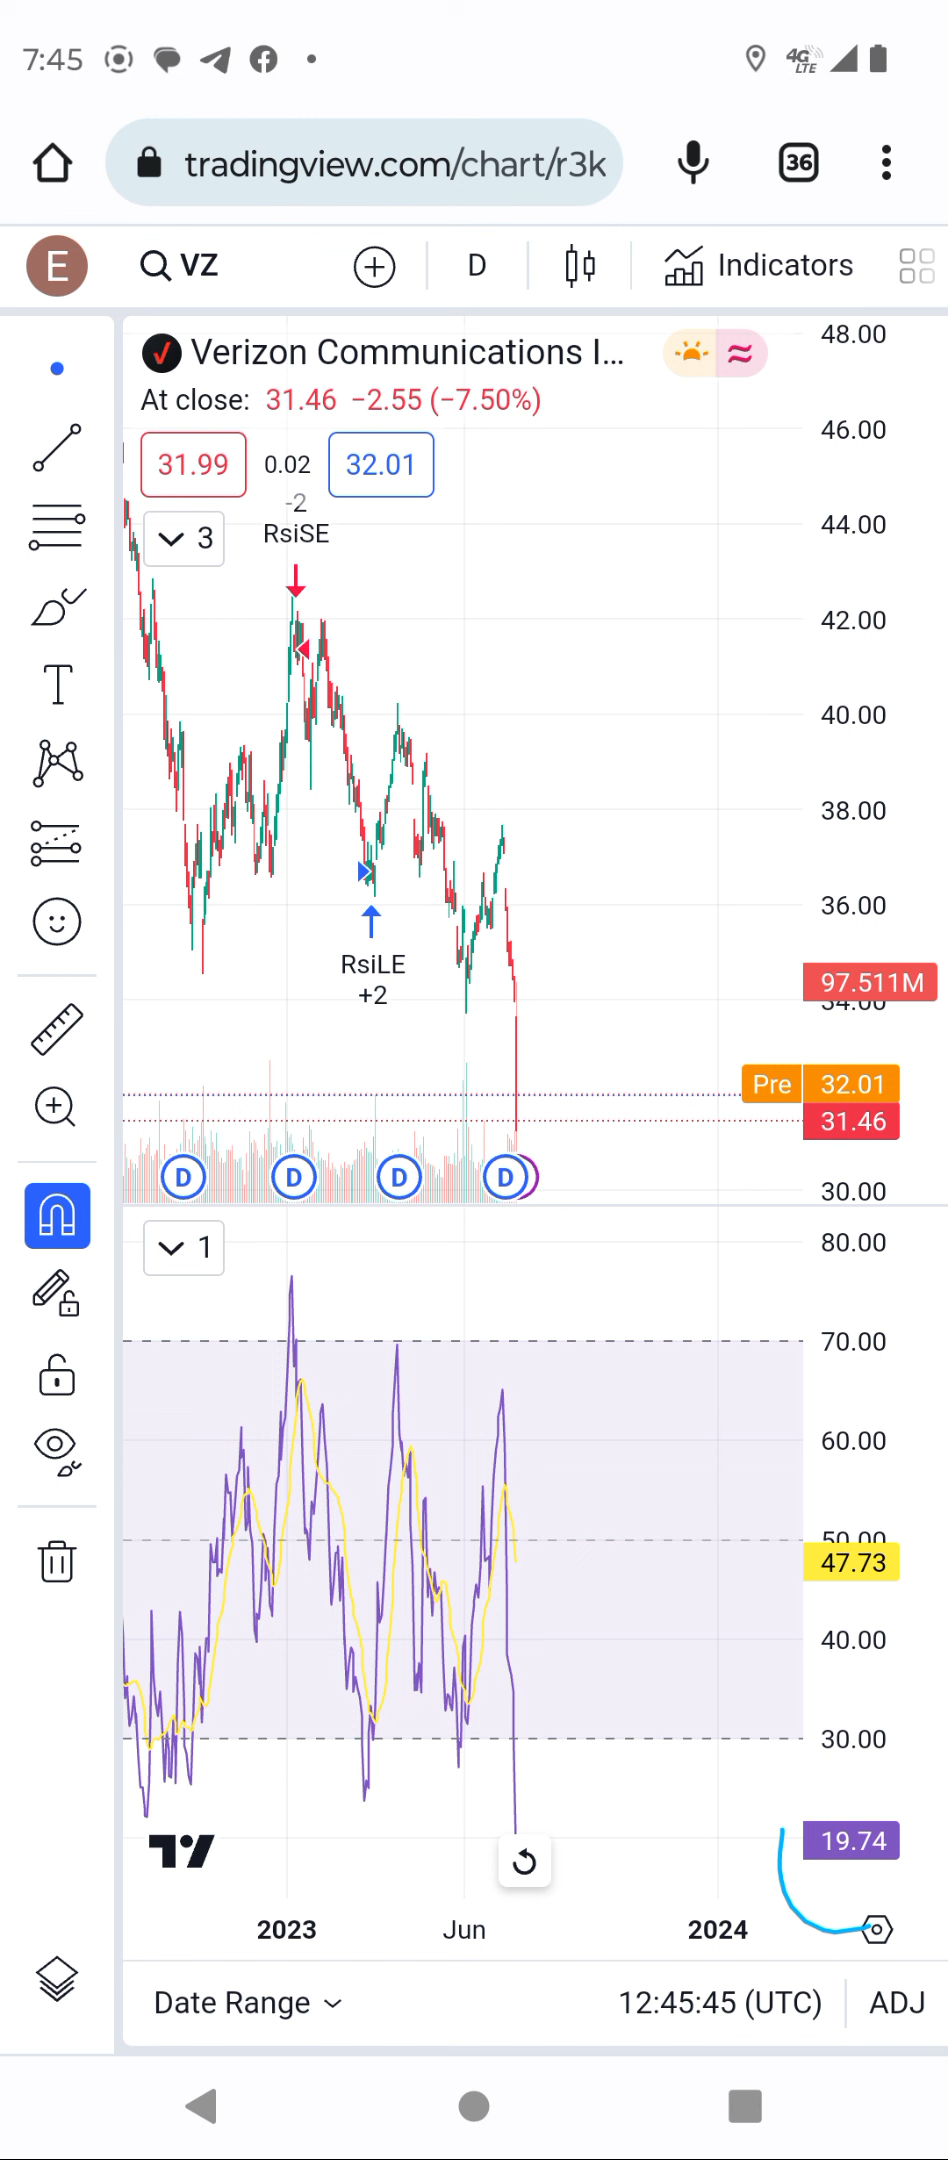 7:45
4G LTE
tradingview.com/chart/r3k
36
E
VZ
D
Indicators
Verizon Communications I...
At close: 31.46 −2.55 (−7.50%)
31.99 0.02 32.01
-2
RsiSE
3
RsiLE
+2
48.00
46.00
44.00
42.00
40.00
38.00
36.00
97.511M
34.00
Pre 32.01
31.46
D D D D
30.00
1
80.00
70.00
60.00
50.00
47.73
40.00
30.00
19.74
2023 Jun 2024
Date Range
12:45:45 (UTC) ADJ